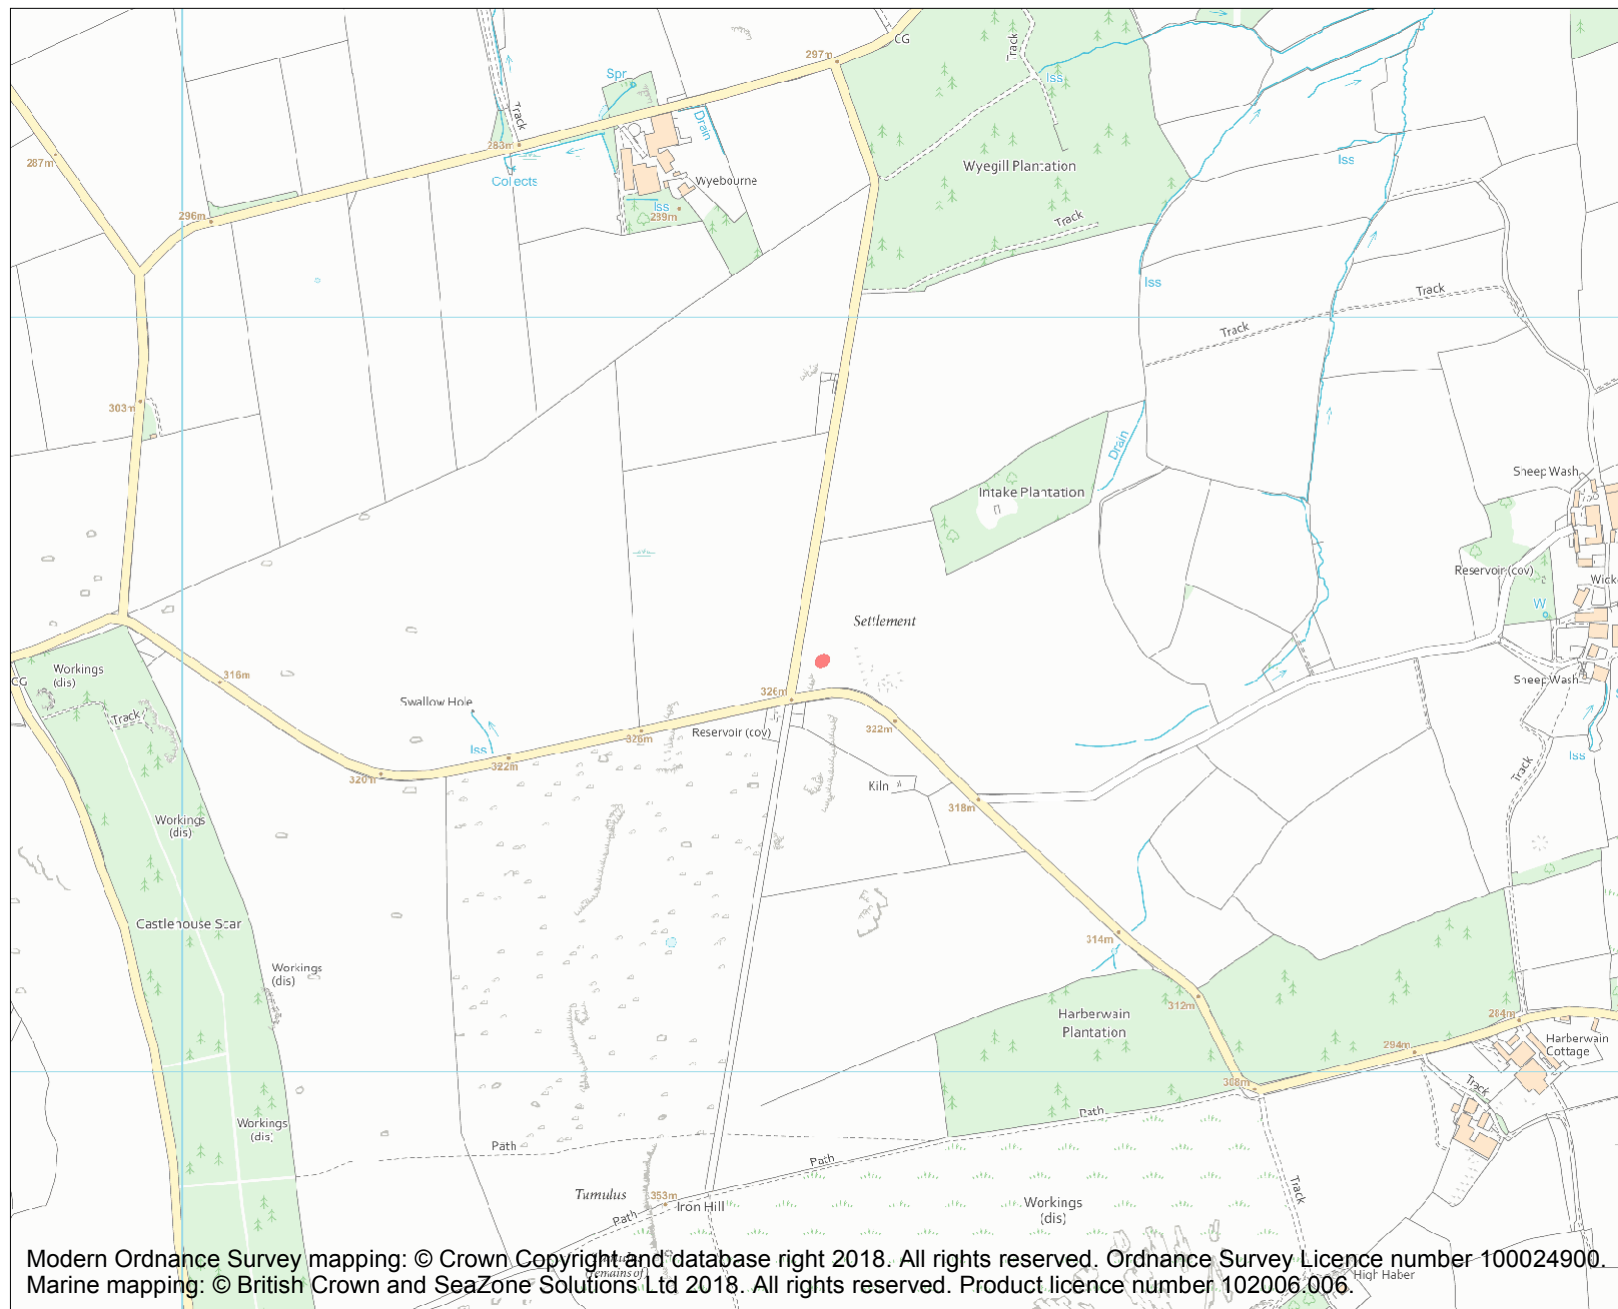 CG
297m
Track
Iss
Spr
Track
Drain
283m
287m
Collects
Wyebourne
Wyegill Plantation
Iss
Iss
289m
296m
Track
Iss
Track
Track
303m
Drain
Sheep Wash
Intake Plantation
Reservoir (cov)
W
Settlement
Workings
(dis)
CG
316m
Sheep Wash
326m
Swallow Hole
Track
322m
Reservoir (cov)
326m
Iss
322m
Iss
Track
320m
Kiln
318m
Workings
(dis)
Castlehouse Scar
314m
Workings
(dis)
312m
Harberwain
Plantation
284m
294m
Harberwain
Cottage
308m
Track
Path
Workings
(dis)
Path
Path
Track
Tumulus
353m
Iron Hill
Path
Workings
(dis)
Modern Ordnance Survey mapping: © Crown Copyright and database right 2018. All rights reserved. Ordnance Survey Licence number 100024900.
(remains of)
High Haber
Marine mapping: © British Crown and SeaZone Solutions Ltd 2018. All rights reserved. Product licence number 102006.006.